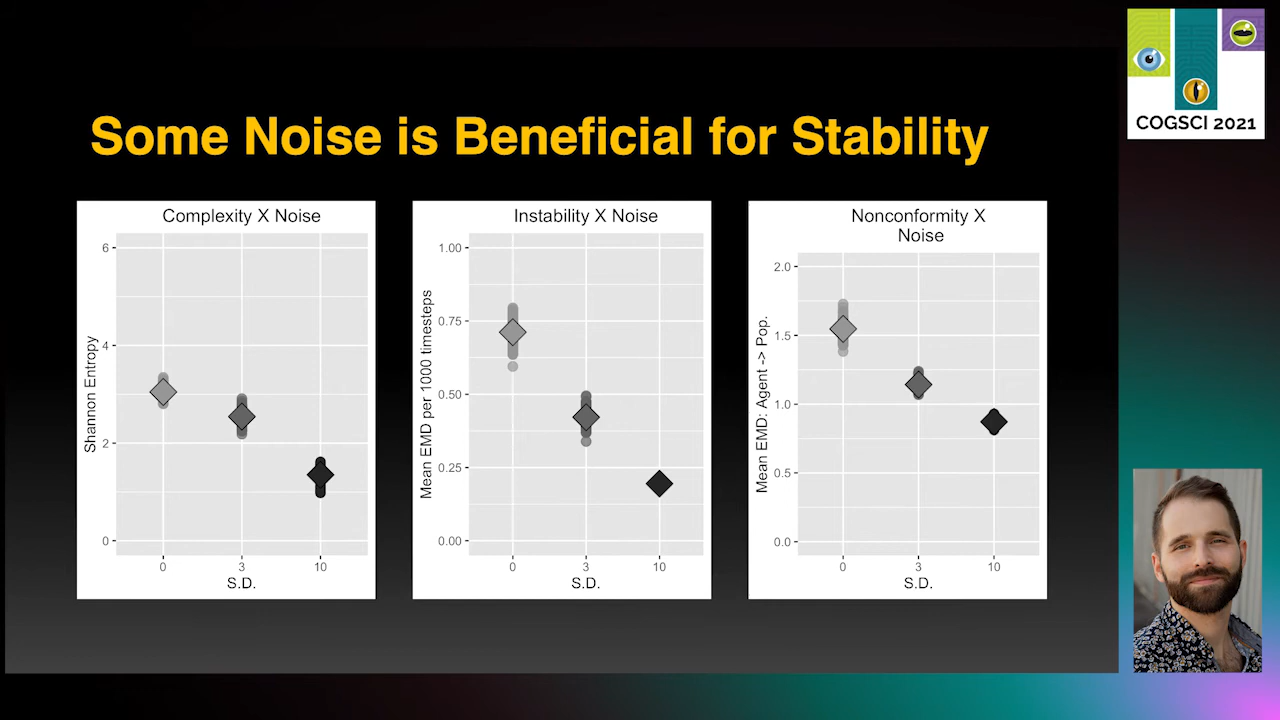 COGSCI 2021
Some Noise is Beneficial for Stability
Complexity X Noise
Shannon Entropy
6
4
2
0
0 3 10
S.D.
Instability X Noise
Mean EMD per 1000 timesteps
1.00
0.75
0.50
0.25
0.00
0 3 10
S.D.
Nonconformity X
Noise
Mean EMD: Agent -> Pop.
2.0
1.5
1.0
0.5
0.0
0 3 10
S.D.